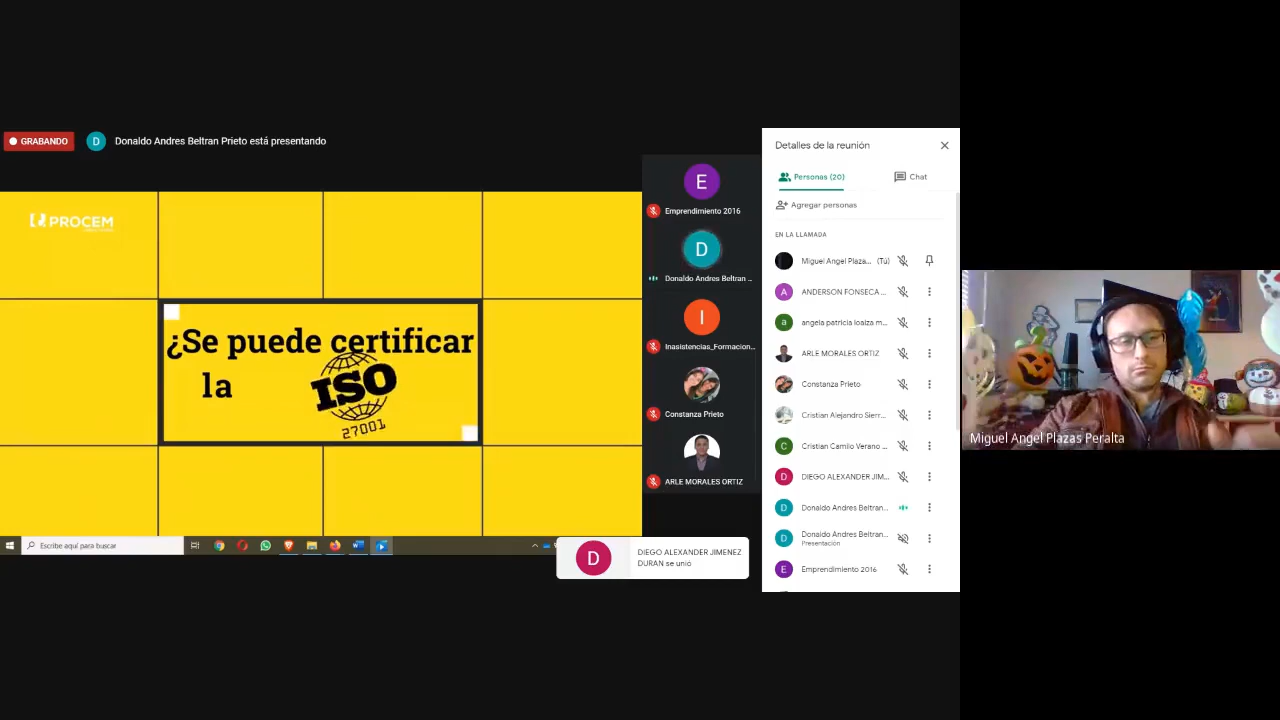 GRABANDO
D
Donaldo Andres Beltran Prieto está presentando
PROCEM
¿Se puede certificar
la
ISO
27001
Escribe aquí para buscar
E
Emprendimiento 2016
D
Donaldo Andres Beltran ...
I
Inasistencias_Formacion...
Constanza Prieto
ARLE MORALES ORTIZ
D
DIEGO ALEXANDER JIMENEZ
DURAN se unió
Detalles de la reunión
Personas (20)
Chat
Agregar personas
EN LA LLAMADA
Miguel Angel Plaza... (Tú)
A
ANDERSON FONSECA ...
a
angela patricia loaiza m...
ARLE MORALES ORTIZ
Constanza Prieto
Cristian Alejandro Sierr...
C
Cristian Camilo Verano ...
D
DIEGO ALEXANDER JIM...
D
Donaldo Andres Beltran...
D
Donaldo Andres Beltran...
Presentación
E
Emprendimiento 2016
Miguel Angel Plazas Peralta